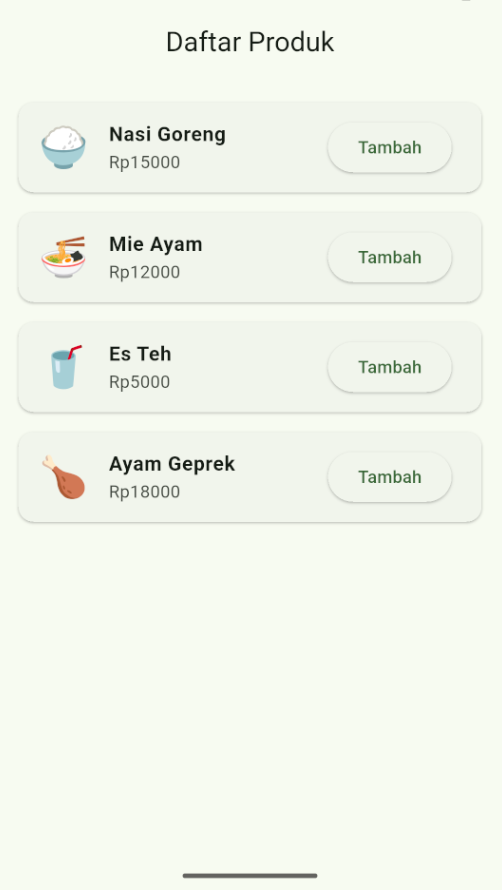 Daftar Produk
Nasi Goreng
Rp15000
Tambah
Mie Ayam
Rp12000
Tambah
Es Teh
Rp5000
Tambah
Ayam Geprek
Rp18000
Tambah